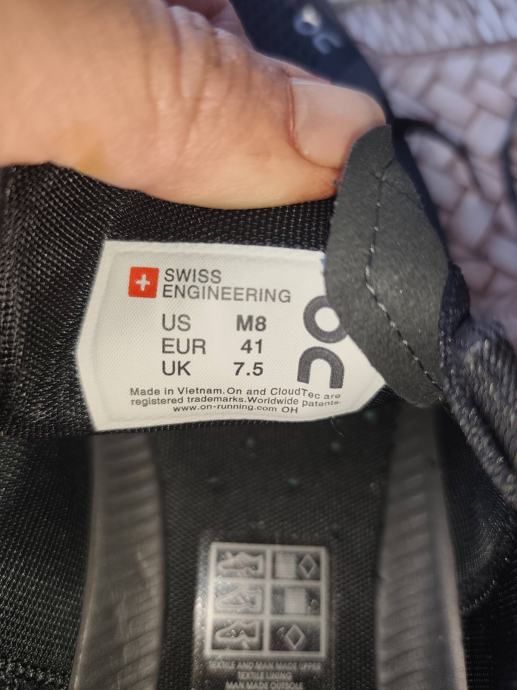 SWISS
ENGINEERING
US M8
EUR 41
UK 7.5
Made in Vietnam. On and CloudTec are
registered trademarks. Worldwide patents.
www.on-running.com OH
TEXTILE AND MAN MADE UPPER
TEXTILE LINING
MAN MADE OUTSOLE